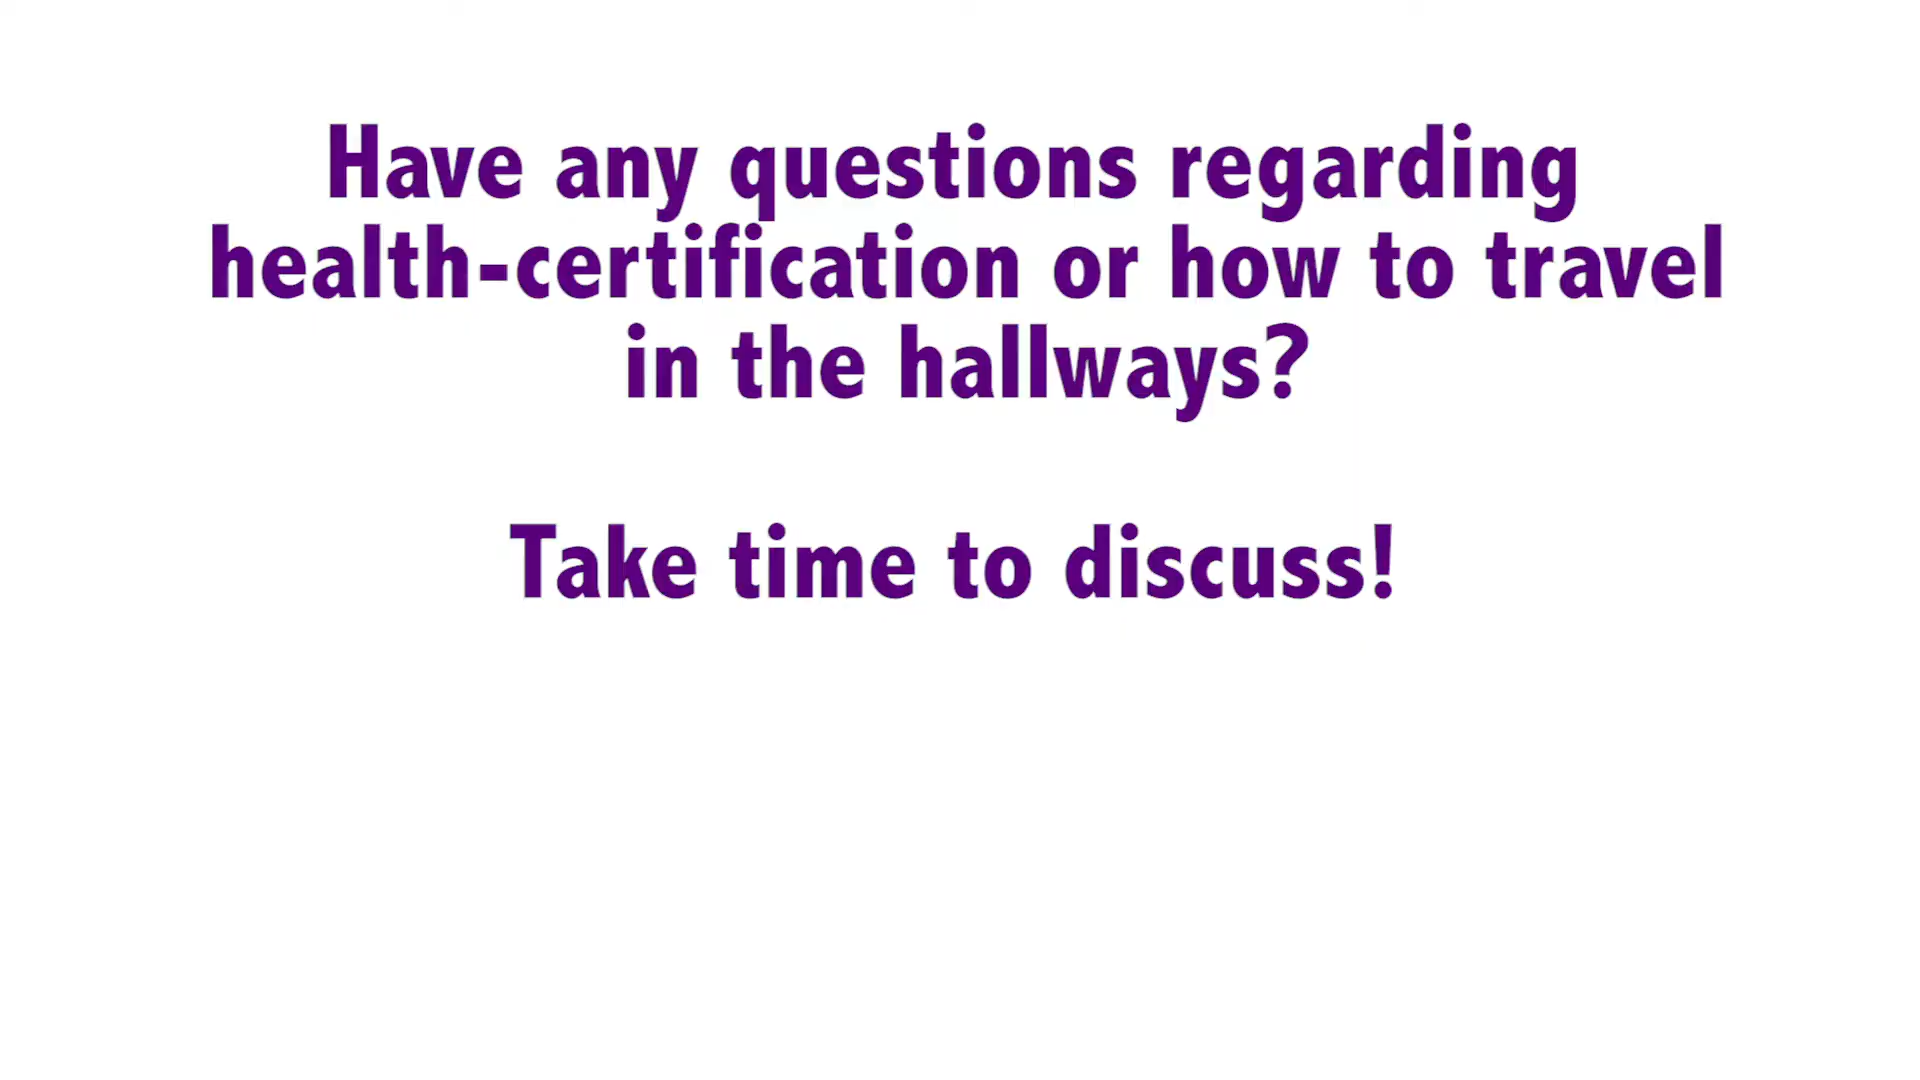 Have any questions regarding
health-certification or how to travel
in the hallways?
Take time to discuss!